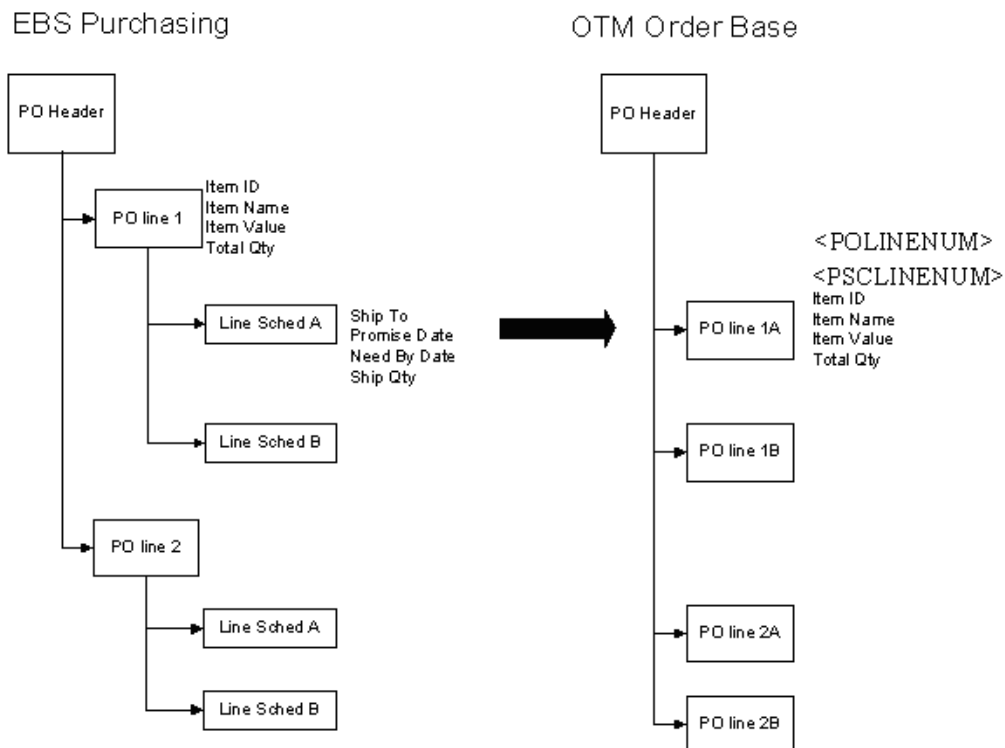 EBS Purchasing
OTM Order Base
PO Header
PO line 1
Item ID
Item Name
Item Value
Total Qty
Line Sched A
Ship To
Promise Date
Need By Date
Ship Qty
Line Sched B
PO line 2
Line Sched A
Line Sched B
PO Header
<POLINENUM>
<PSCLINENUM>
PO line 1A
Item ID
Item Name
Item Value
Total Qty
PO line 1B
PO line 2A
PO line 2B